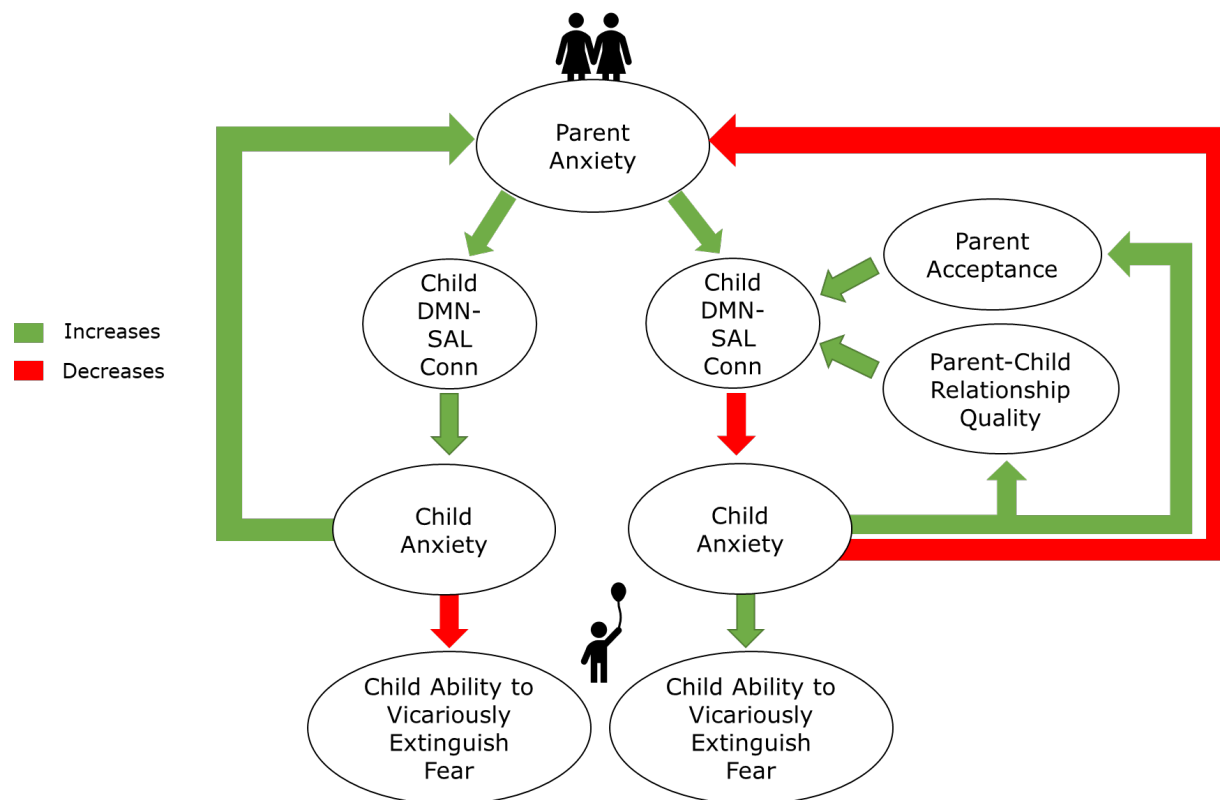 Parent
Anxiety
Child
DMN-
SAL
Conn
Child
DMN-
SAL
Conn
Parent
Acceptance
Parent-Child
Relationship
Quality
Increases
Decreases
Child
Anxiety
Child
Anxiety
Child Ability to
Vicariously
Extinguish
Fear
Child Ability to
Vicariously
Extinguish
Fear